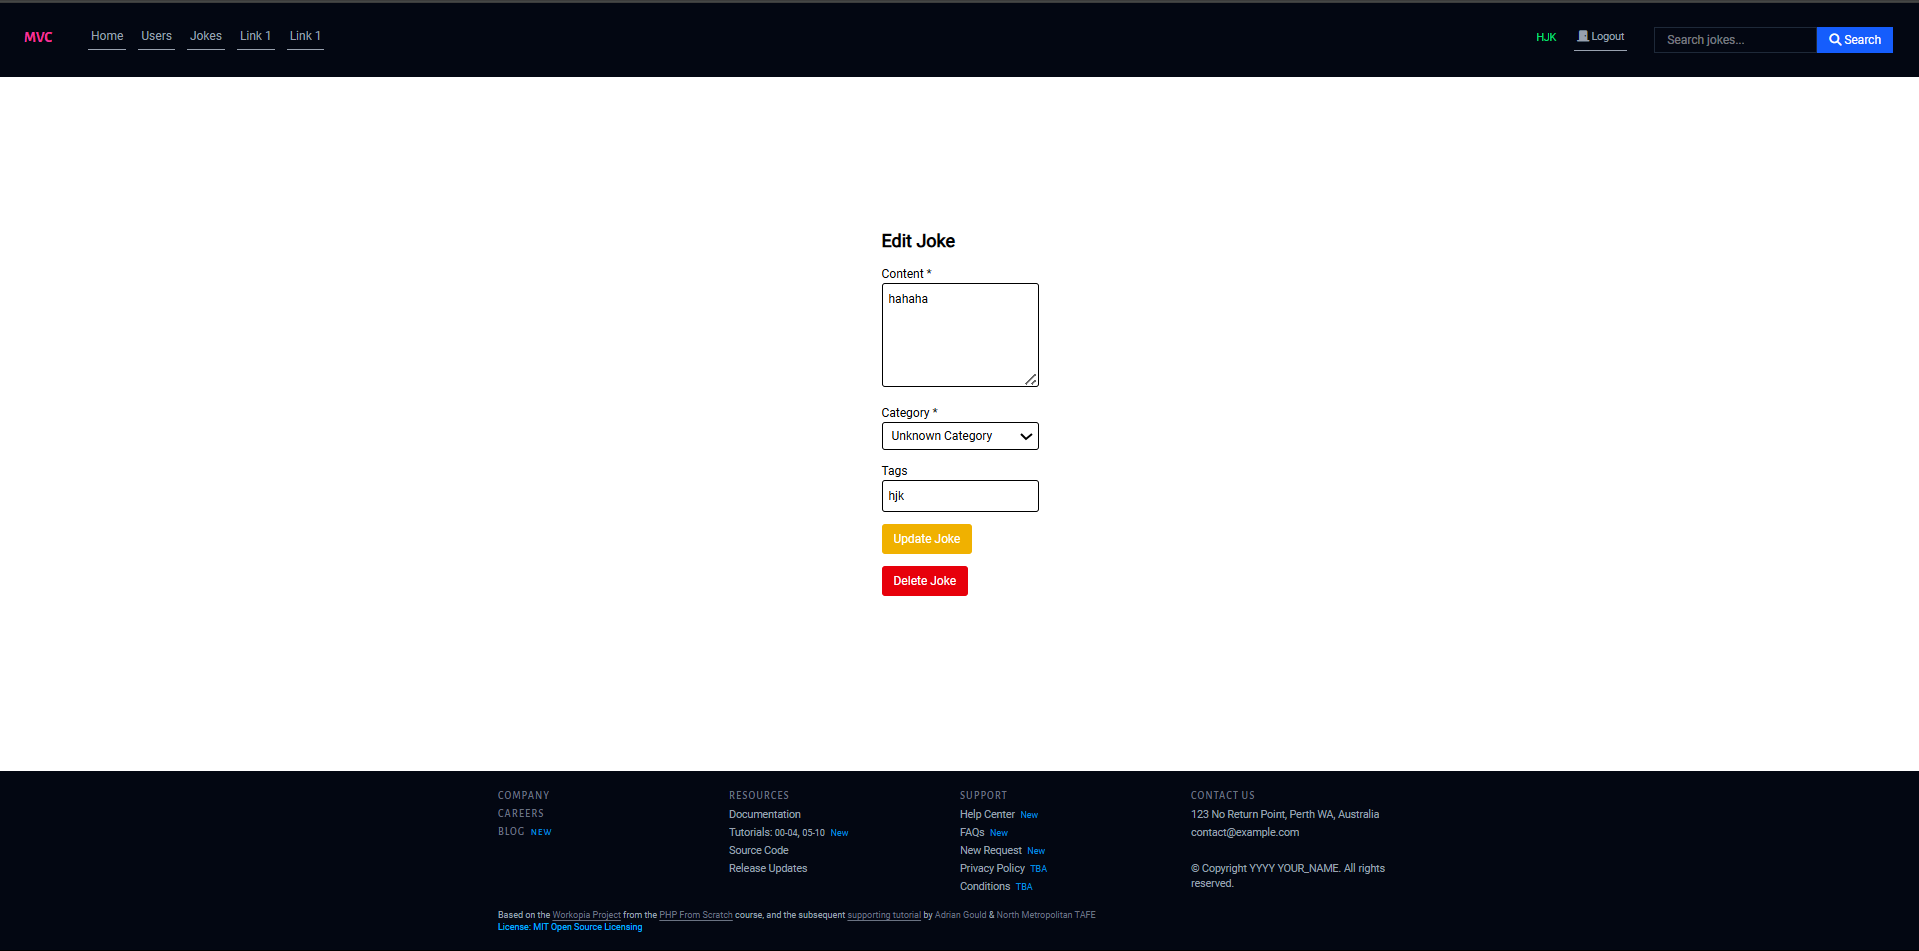 MVC Home Users Jokes Link 1 Link 1 HJK Logout Search jokes... Search
Edit Joke
Content *
hahaha
Category *
Unknown Category
Tags
hjk
Update Joke
Delete Joke
COMPANY
CAREERS
BLOG NEW
RESOURCES
Documentation
Tutorials: 00-04, 05-10 New
Source Code
Release Updates
SUPPORT
Help Center New
FAQs New
New Request New
Privacy Policy TBA
Conditions TBA
CONTACT US
123 No Return Point, Perth WA, Australia
contact@example.com
© Copyright YYYY YOUR_NAME. All rights
reserved.
Based on the Workopia Project from the PHP From Scratch course, and the subsequent supporting tutorial by Adrian Gould & North Metropolitan TAFE
License: MIT Open Source Licensing